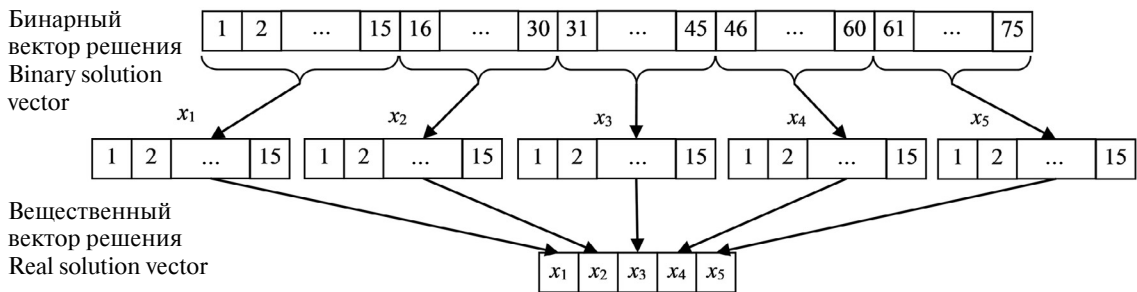 Бинарный
вектор решения
Binary solution
vector
1 2 ... 15 16 ... 30 31 ... 45 46 ... 60 61 ... 75
x1 x2 x3 x4 x5
1 2 ... 15 1 2 ... 15 1 2 ... 15 1 2 ... 15 1 2 ... 15
Вещественный
вектор решения
Real solution vector
x1 x2 x3 x4 x5